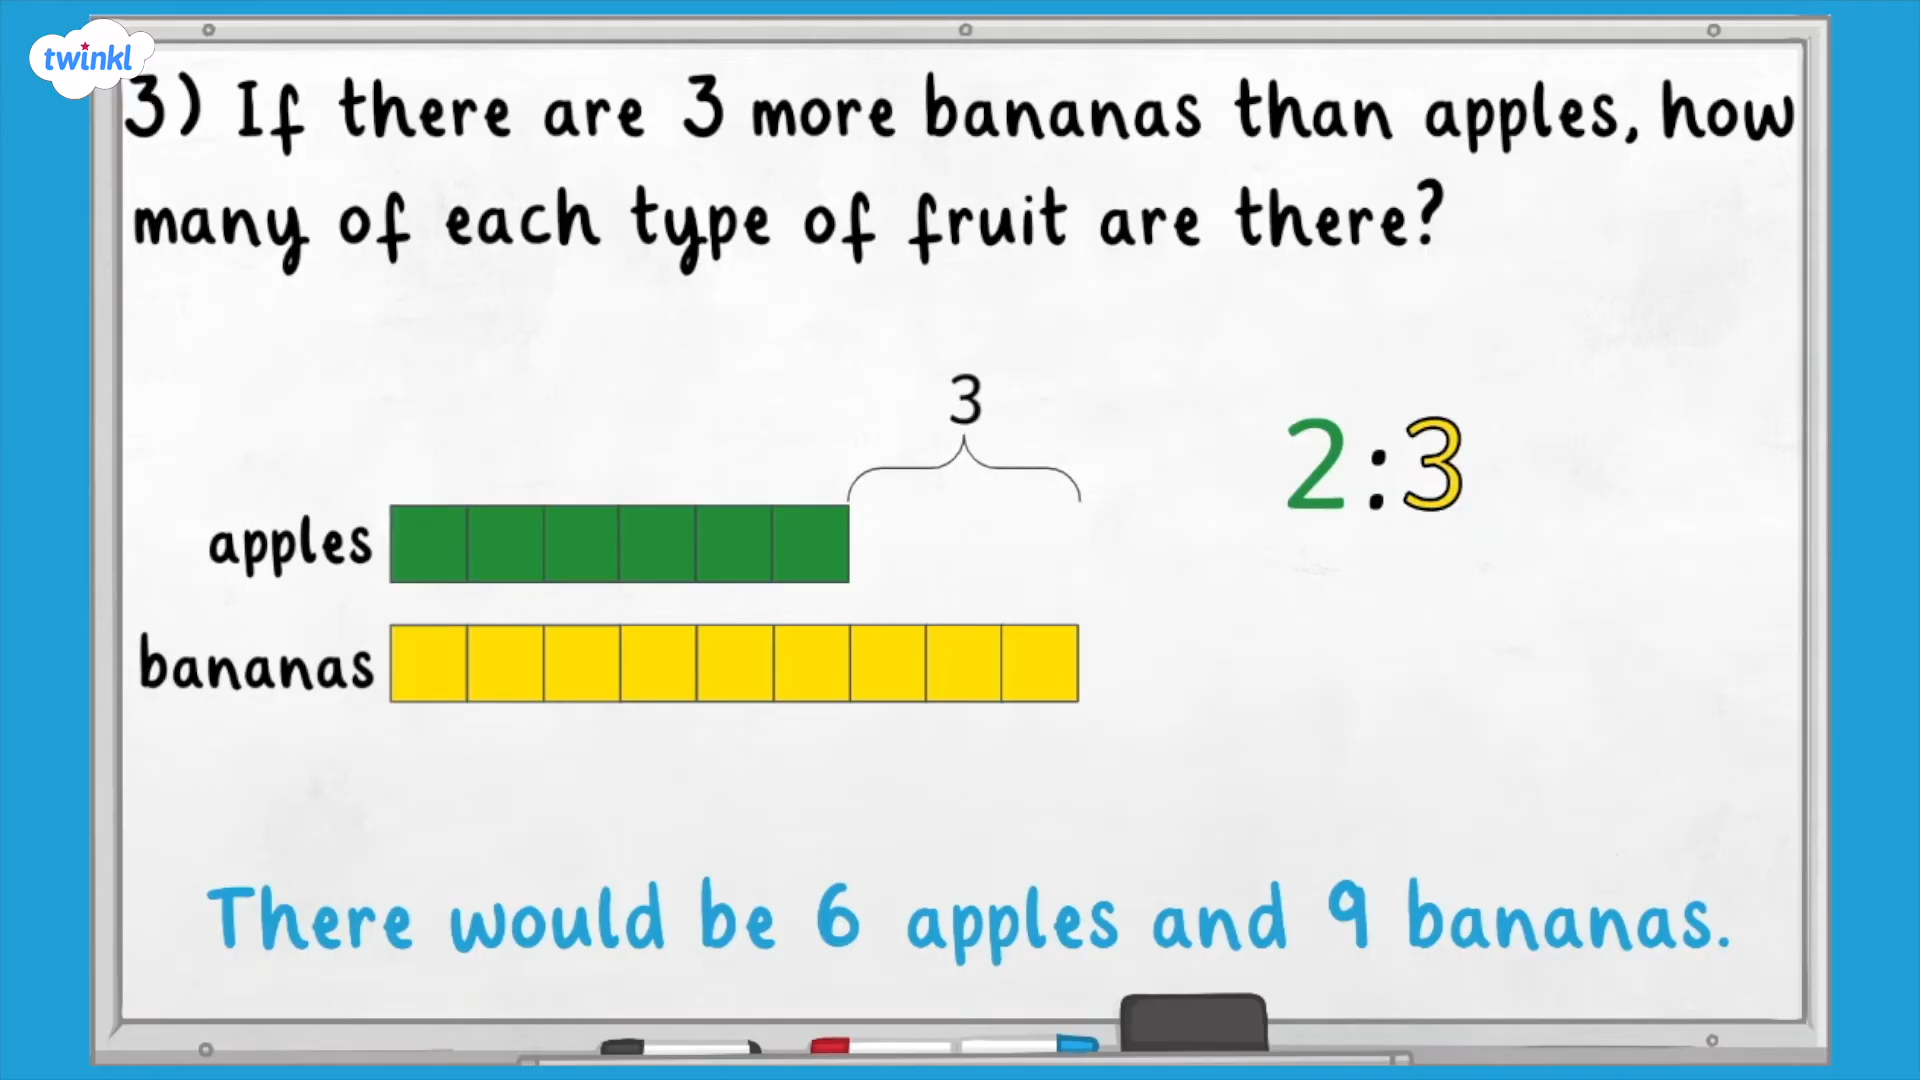 twinkl
3) If there are 3 more bananas than apples, how
many of each type of fruit are there?
3
2:3
apples
bananas
There would be 6 apples and 9 bananas.